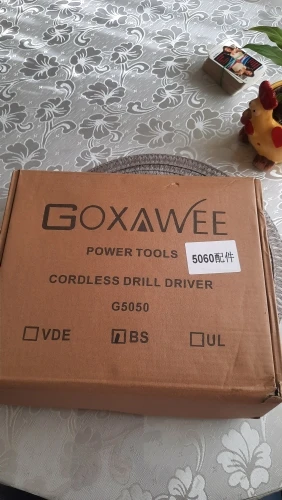 GOXAWEE
POWER TOOLS
5060配件
CORDLESS DRILL DRIVER
G5050
VDE BS UL